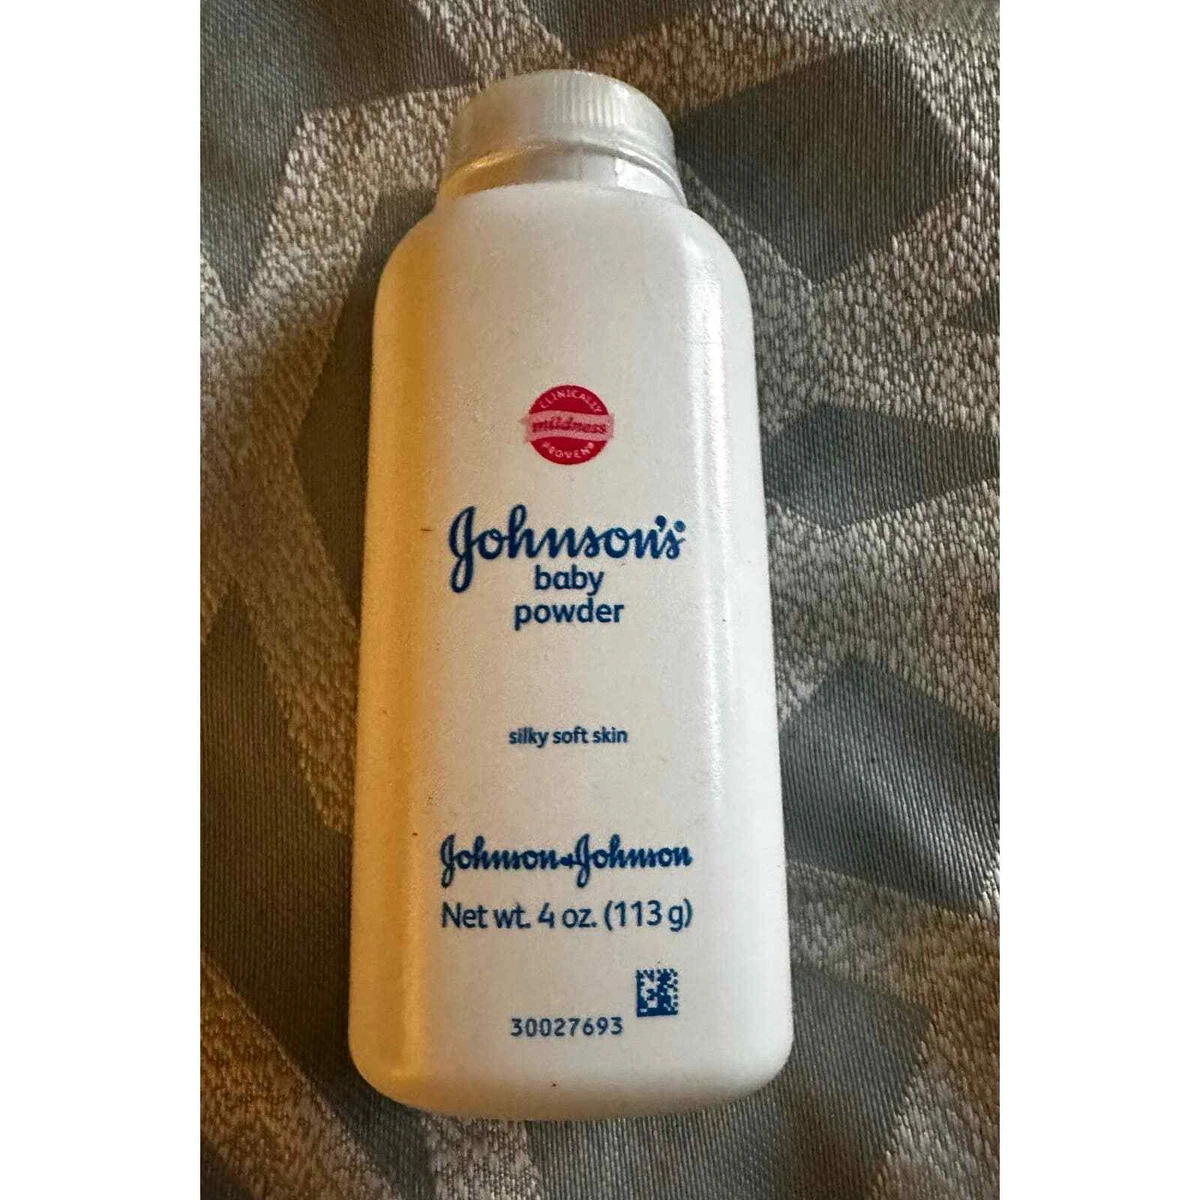 CLINICALLY
mildness
PROVEN
Johnson's®
baby
powder
silky soft skin
Johnson & Johnson
Net wt. 4 oz. (113 g)
30027693